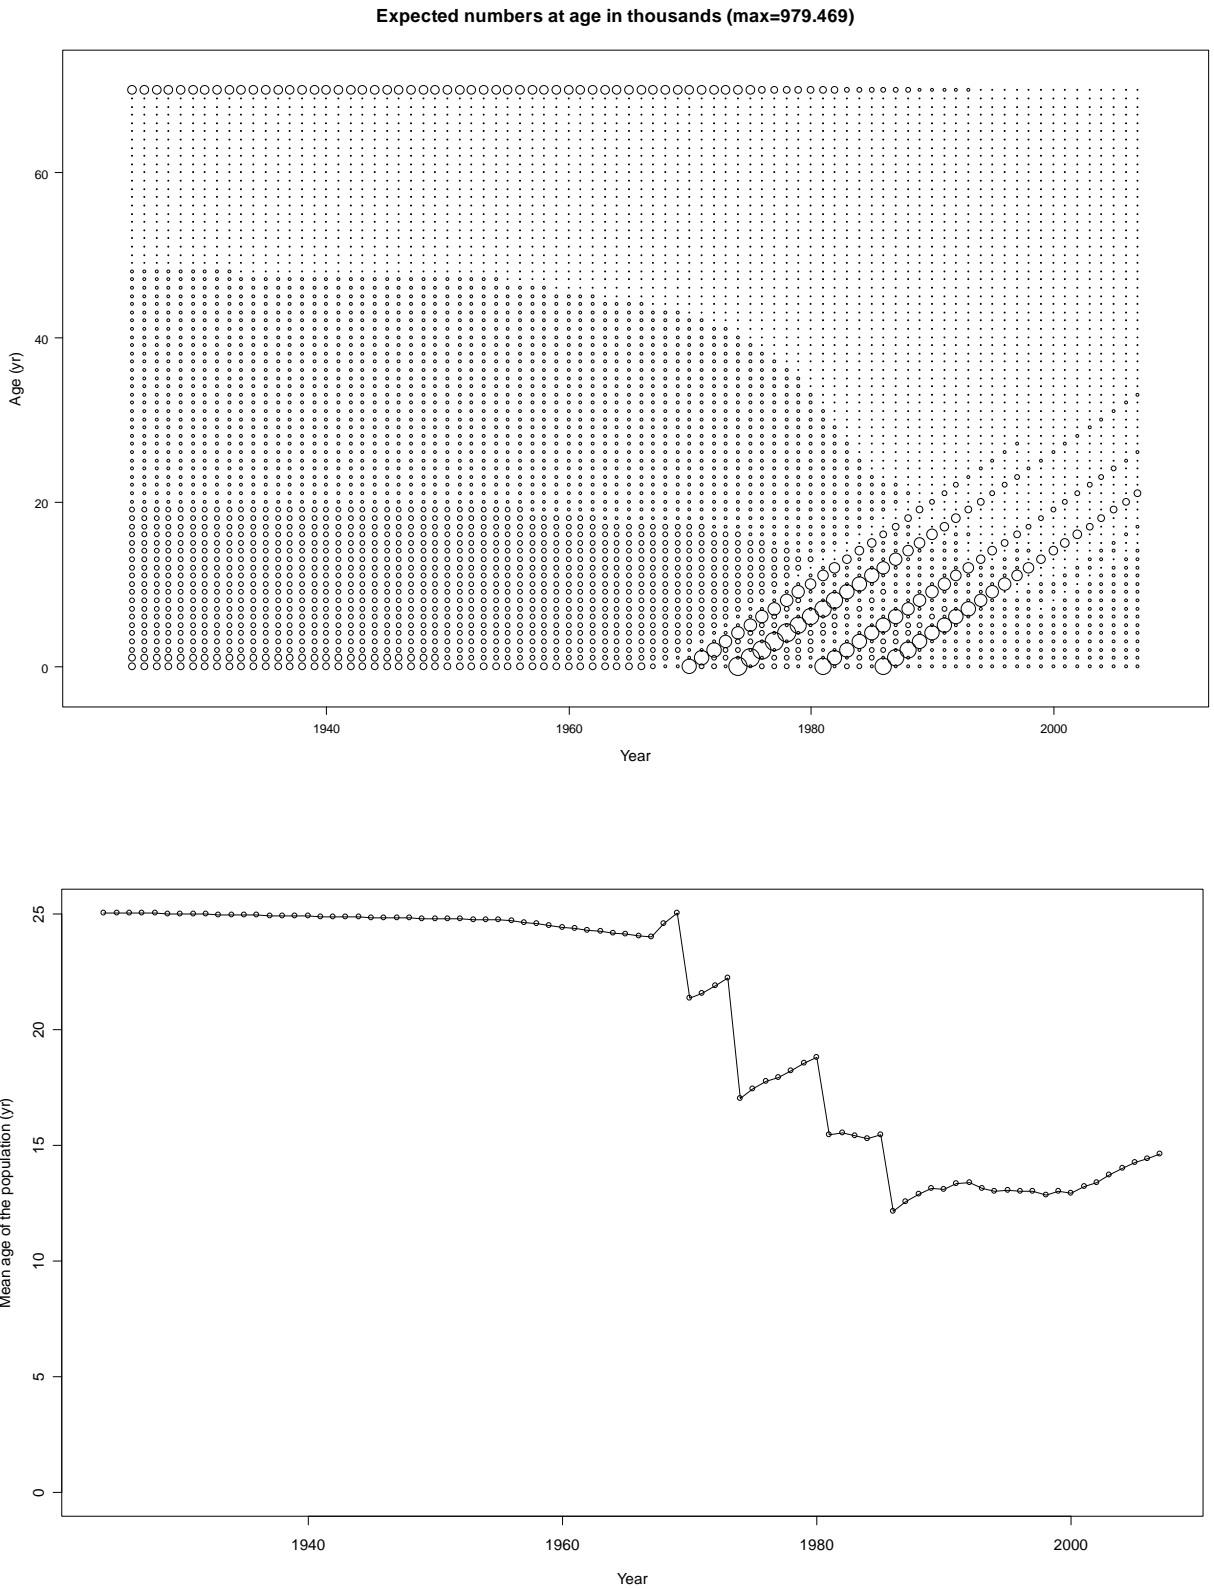 Expected numbers at age in thousands (max=979.469)
60
40
20
0
Age (yr)
1940 1960 1980 2000
Year
25
20
15
10
5
0
Mean age of the population (yr)
1940 1960 1980 2000
Year